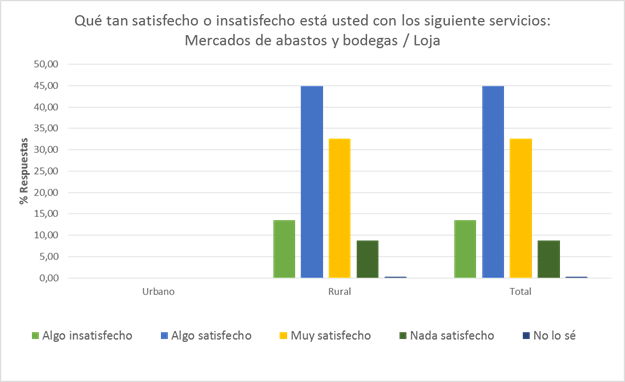 Qué tan satisfecho o insatisfecho está usted con los siguiente servicios:
Mercados de abastos y bodegas / Loja
50,00
45,00
40,00
35,00
30,00
25,00
20,00
15,00
10,00
5,00
0,00
% Respuestas
Urbano Rural Total
Algo insatisfecho Algo satisfecho Muy satisfecho Nada satisfecho No lo sé